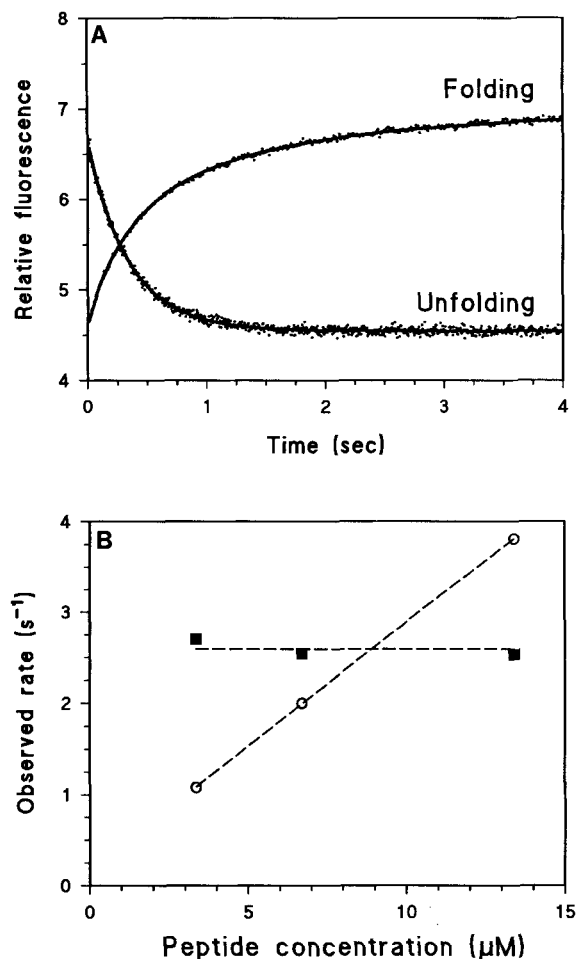 A
8
7
6
5
4
Relative fluorescence
Folding
Unfolding
0
1
2
3
4
Time (sec)
B
4
3
2
1
0
Observed rate (s⁻¹)
0
5
10
15
Peptide concentration (μM)